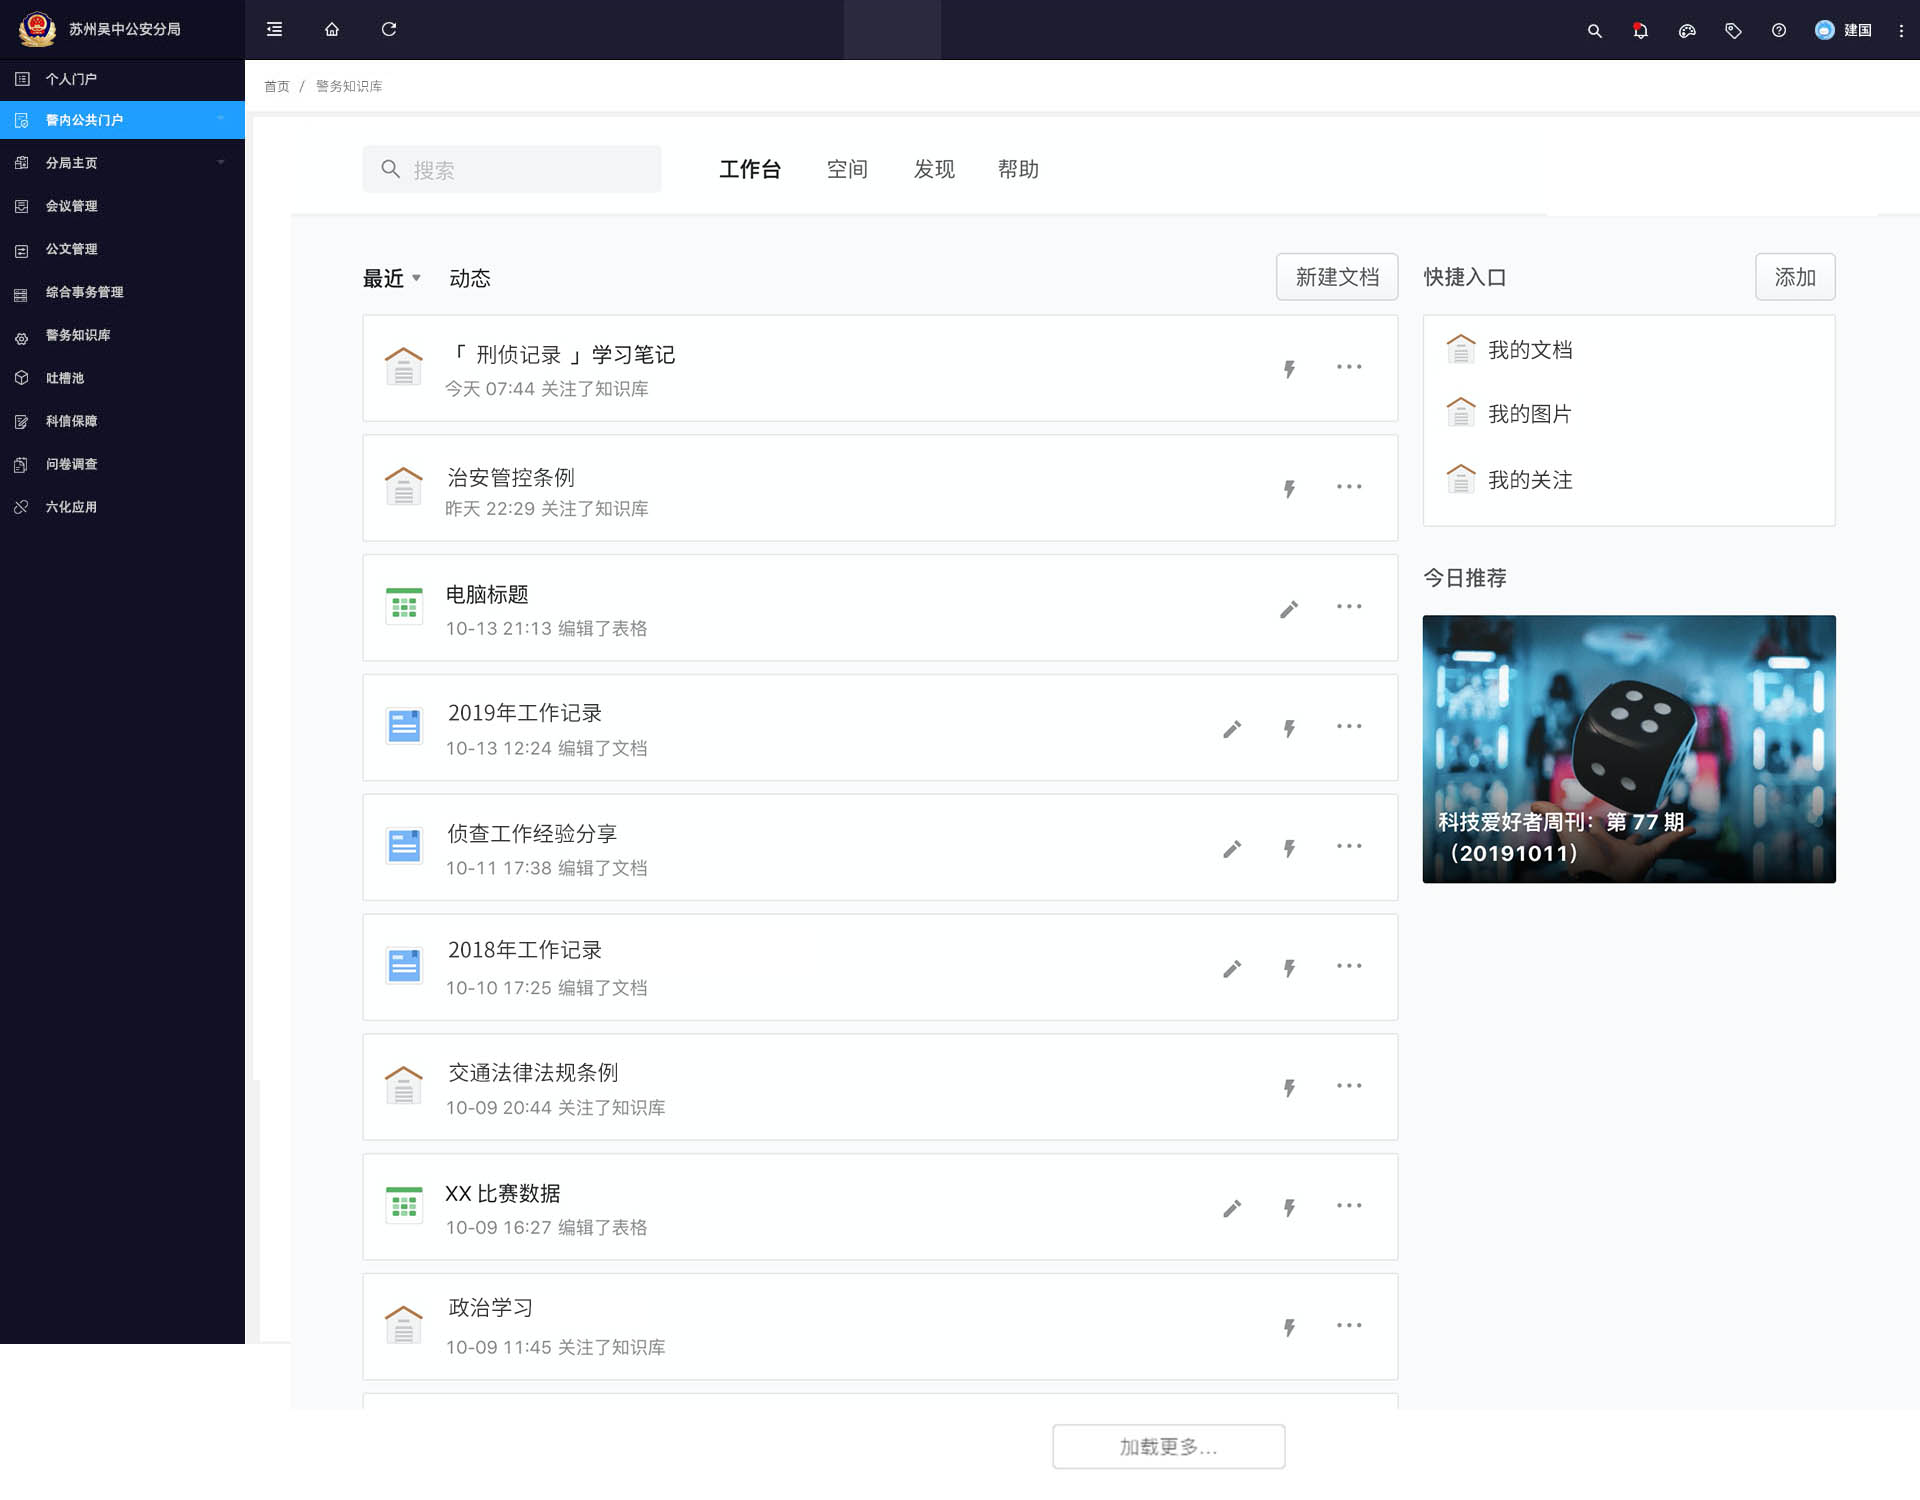 苏州吴中公安分局
建国
个人门户
警内公共门户
分局主页
会议管理
公文管理
综合事务管理
警务知识库
吐槽池
科信保障
问卷调查
六化应用
首页 / 警务知识库
搜索
工作台 空间 发现 帮助
最近 动态
新建文档
「 刑侦记录 」学习笔记
今天 07:44 关注了知识库
治安管控条例
昨天 22:29 关注了知识库
电脑标题
10-13 21:13 编辑了表格
2019年工作记录
10-13 12:24 编辑了文档
侦查工作经验分享
10-11 17:38 编辑了文档
2018年工作记录
10-10 17:25 编辑了文档
交通法律法规条例
10-09 20:44 关注了知识库
XX 比赛数据
10-09 16:27 编辑了表格
政治学习
10-09 11:45 关注了知识库
加载更多...
快捷入口
添加
我的文档
我的图片
我的关注
今日推荐
科技爱好者周刊：第 77 期
（20191011）